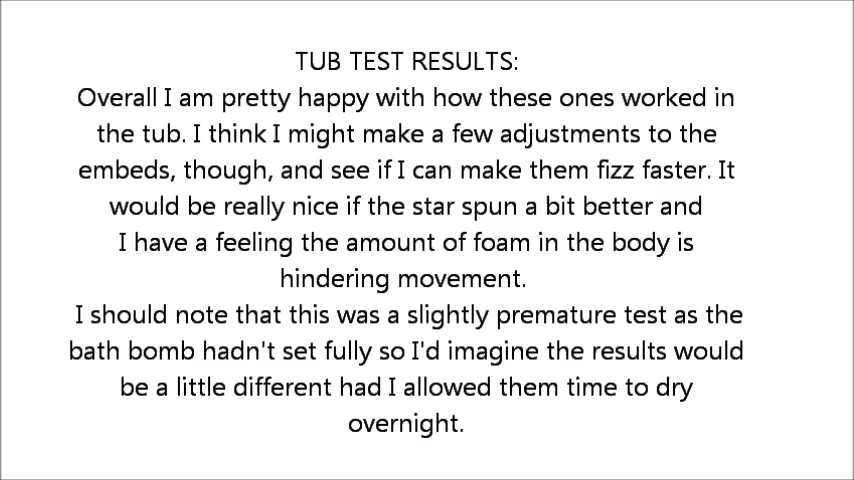 TUB TEST RESULTS:
Overall I am pretty happy with how these ones worked in
the tub. I think I might make a few adjustments to the
embeds, though, and see if I can make them fizz faster. It
would be really nice if the star spun a bit better and
I have a feeling the amount of foam in the body is
hindering movement.
I should note that this was a slightly premature test as the
bath bomb hadn't set fully so I'd imagine the results would
be a little different had I allowed them time to dry
overnight.